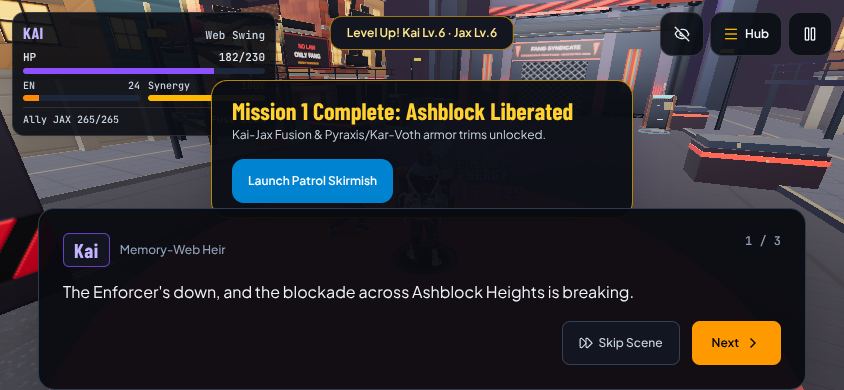 KAI
Web Swing
HP
182/230
EN
24
Synergy
Ally JAX 265/265
Level Up! Kai Lv.6 · Jax Lv.6
Hub
NO LAW
ONLY FANG
FANG SYNDICATE
Mission 1 Complete: Ashblock Liberated
Kai-Jax Fusion & Pyraxis/Kar-Voth armor trims unlocked.
Launch Patrol Skirmish
Kai
Memory-Web Heir
1 / 3
The Enforcer's down, and the blockade across Ashblock Heights is breaking.
Skip Scene
Next